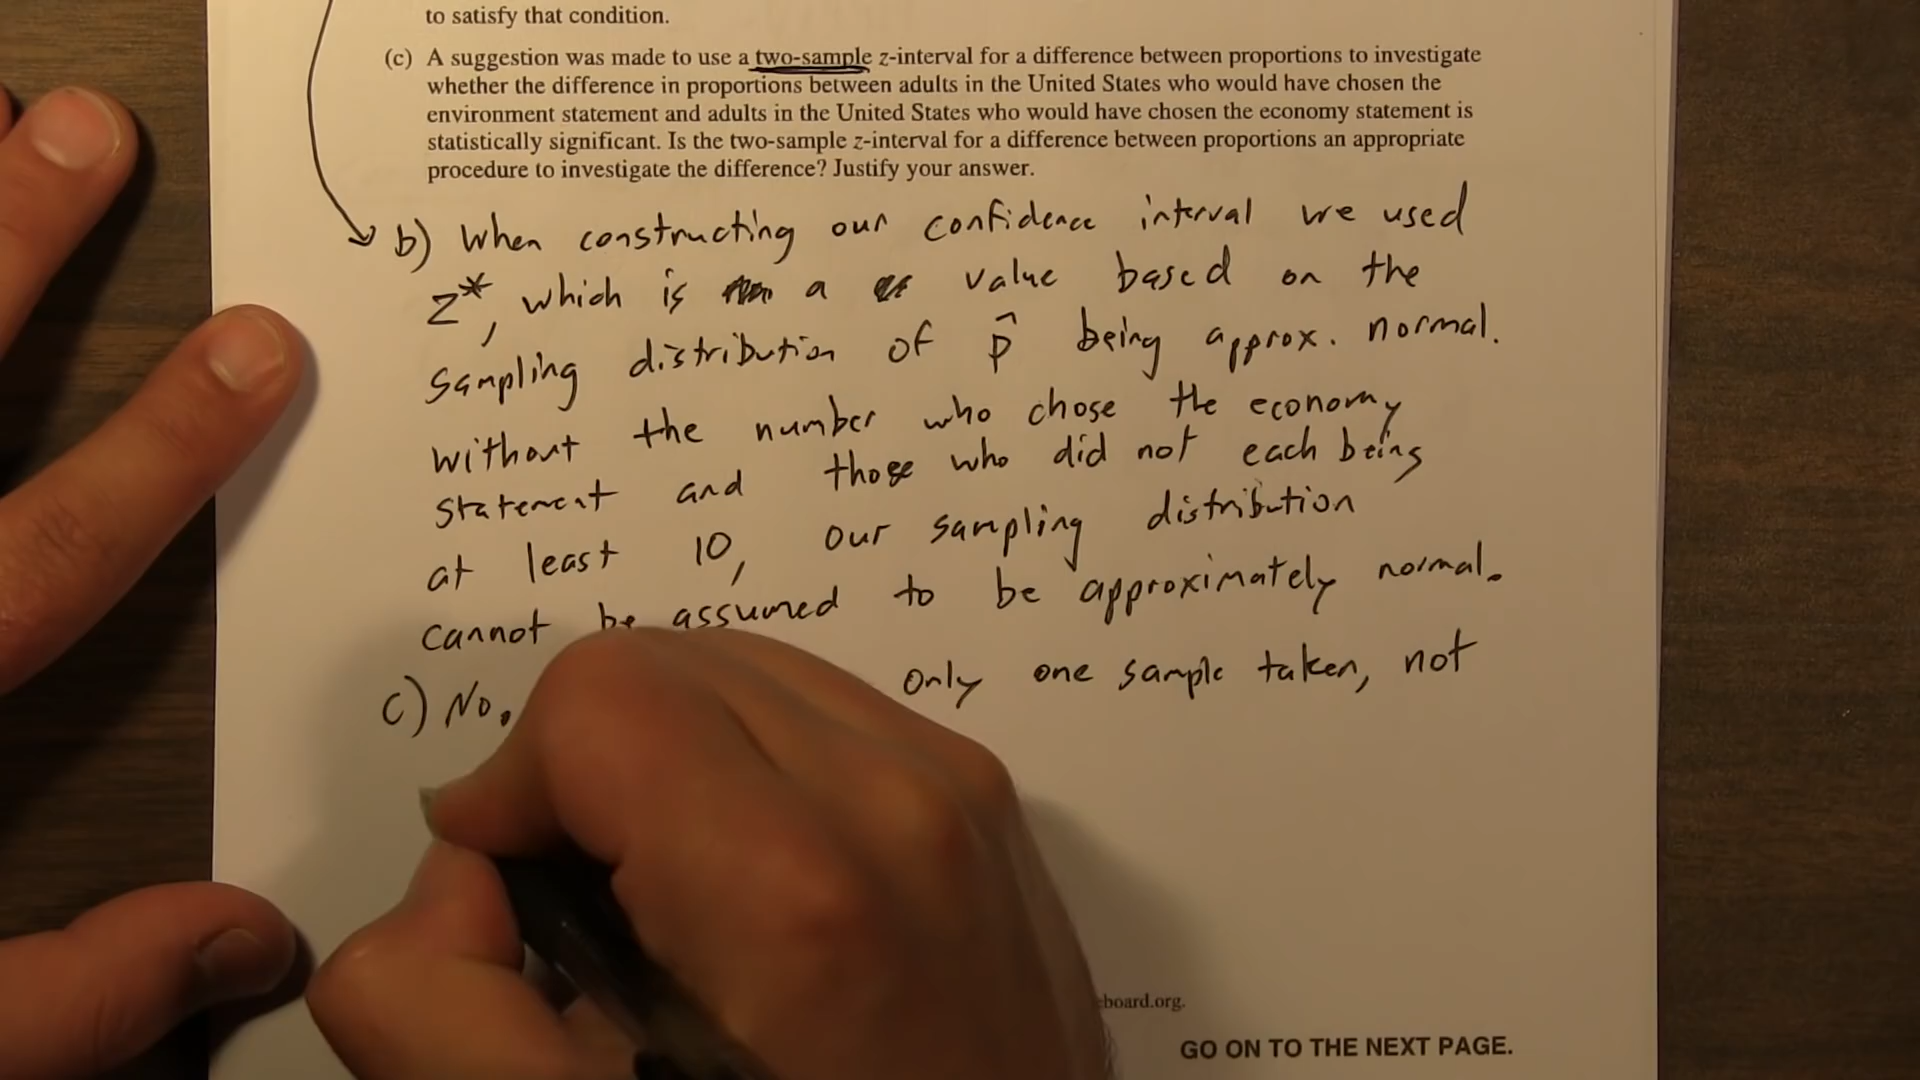 to satisfy that condition.
(c) A suggestion was made to use a two-sample z-interval for a difference between proportions to investigate
whether the difference in proportions between adults in the United States who would have chosen the
environment statement and adults in the United States who would have chosen the economy statement is
statistically significant. Is the two-sample z-interval for a difference between proportions an appropriate
procedure to investigate the difference? Justify your answer.
b) When constructing our confidence interval we used
z*, which is a value based on the
sampling distribution of p̂ being approx. normal.
without the number who chose the economy
statement and those who did not each being
at least 10, our sampling distribution
cannot be assumed to be approximately normal.
c) No. only one sample taken, not
board.org.
GO ON TO THE NEXT PAGE.